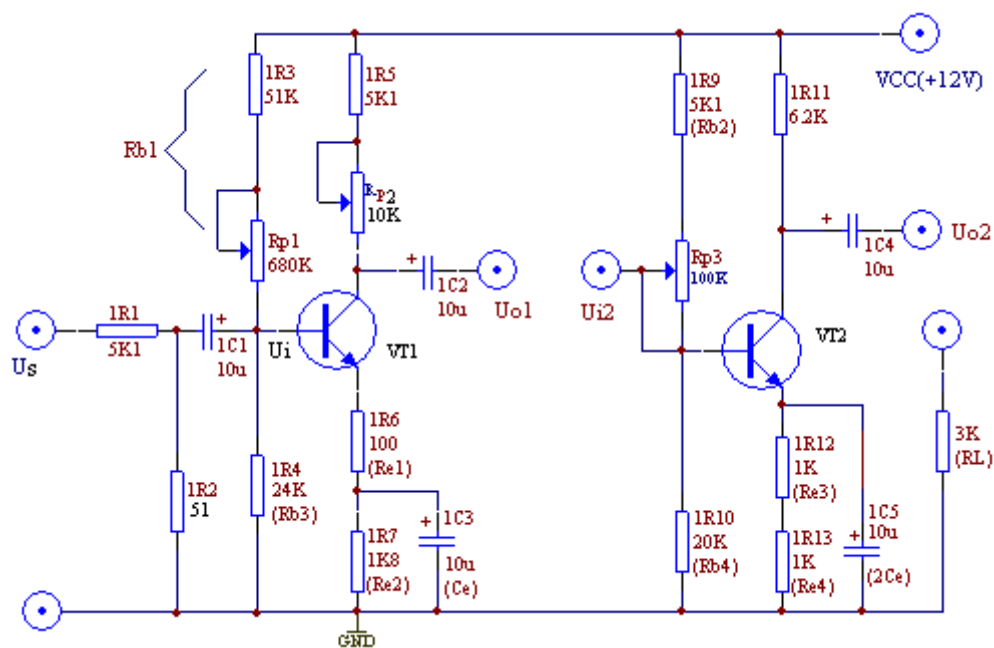 1R3
51K
1R5
5K1
1R9
5K1
(Rb2)
1R11
6.2K
VCC(+12V)
Rb1
Rp2
10K
Rp1
680K
+
1C2
10u
Uo1
Ui2
Rp3
100K
+
1C4
10u
Uo2
Us
1R1
5K1
+
1C1
10u
Ui
VT1
VT2
1R6
100
(Re1)
1R2
51
1R4
24K
(Rb3)
1R7
1K8
(Re2)
+
1C3
10u
(Ce)
1R10
20K
(Rb4)
1R12
1K
(Re3)
1R13
1K
(Re4)
+
1C5
10u
(2Ce)
3K
(RL)
GND